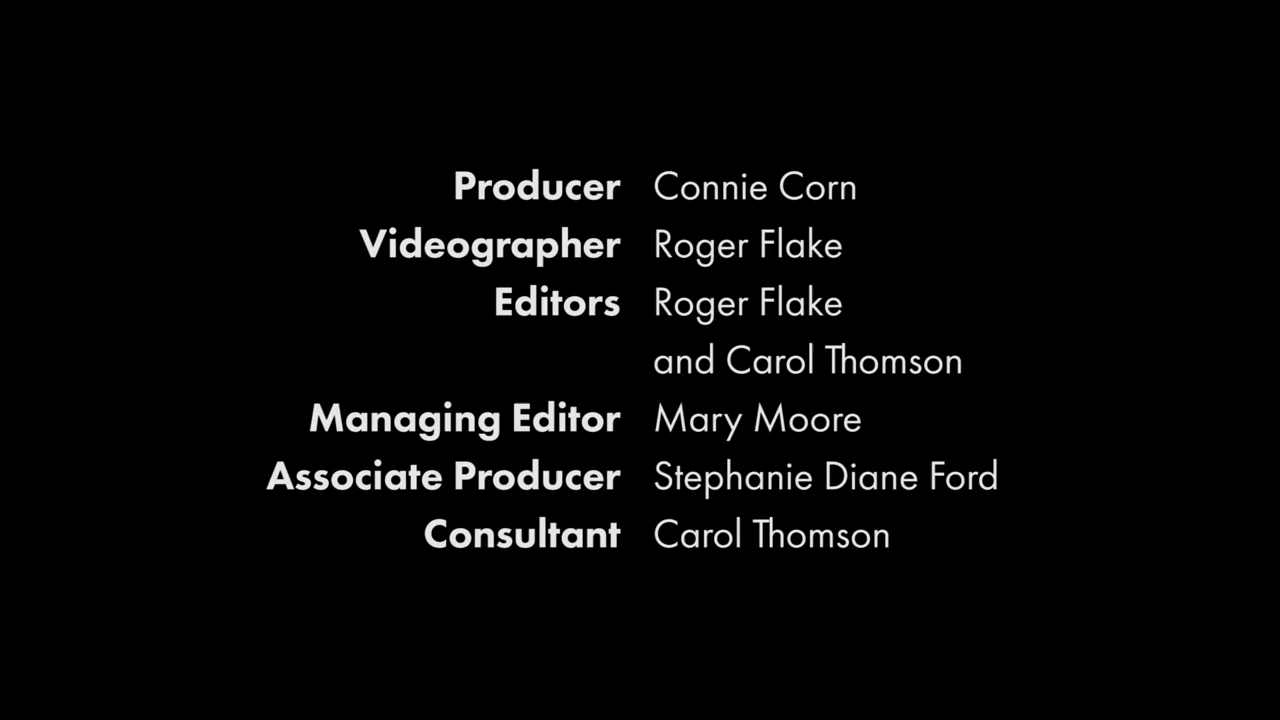 Producer Connie Corn
Videographer Roger Flake
Editors Roger Flake
and Carol Thomson
Managing Editor Mary Moore
Associate Producer Stephanie Diane Ford
Consultant Carol Thomson